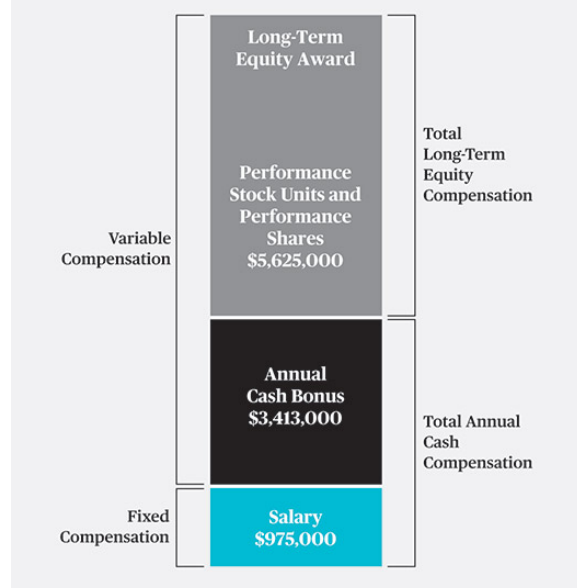 Long-Term
Equity Award
Total
Long-Term
Equity
Compensation
Performance
Stock Units and
Performance
Shares
$5,625,000
Variable
Compensation
Annual
Cash Bonus
$3,413,000
Total Annual
Cash
Compensation
Fixed
Compensation
Salary
$975,000